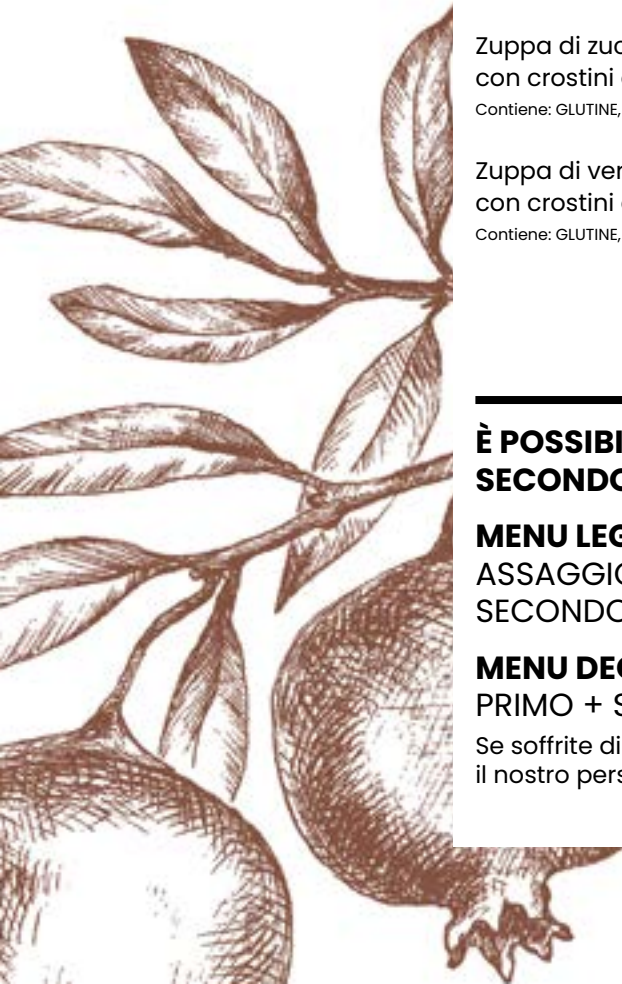 Zuppa di zuc
con crostini
Contiene: GLUTINE,
Zuppa di ver
con crostini
Contiene: GLUTINE,
È POSSIBI
SECONDO
MENU LEG
ASSAGGIO
SECONDO
MENU DEG
PRIMO + S
Se soffrite di
il nostro pers